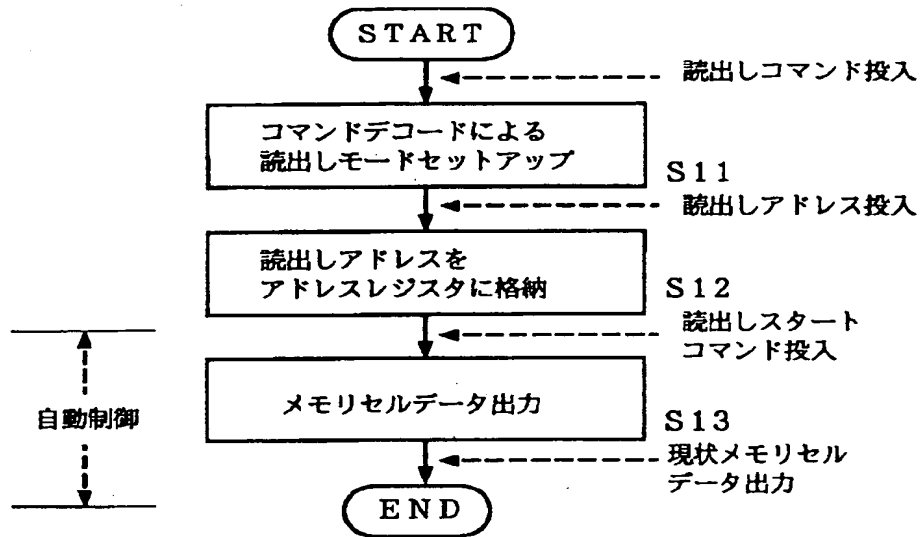 START
読出しコマンド投入
コマンドデコードによる
読出しモードセットアップ
S11
読出しアドレス投入
読出しアドレスを
アドレスレジスタに格納
S12
読出しスタート
コマンド投入
自動制御
メモリセルデータ出力
S13
現状メモリセル
データ出力
END